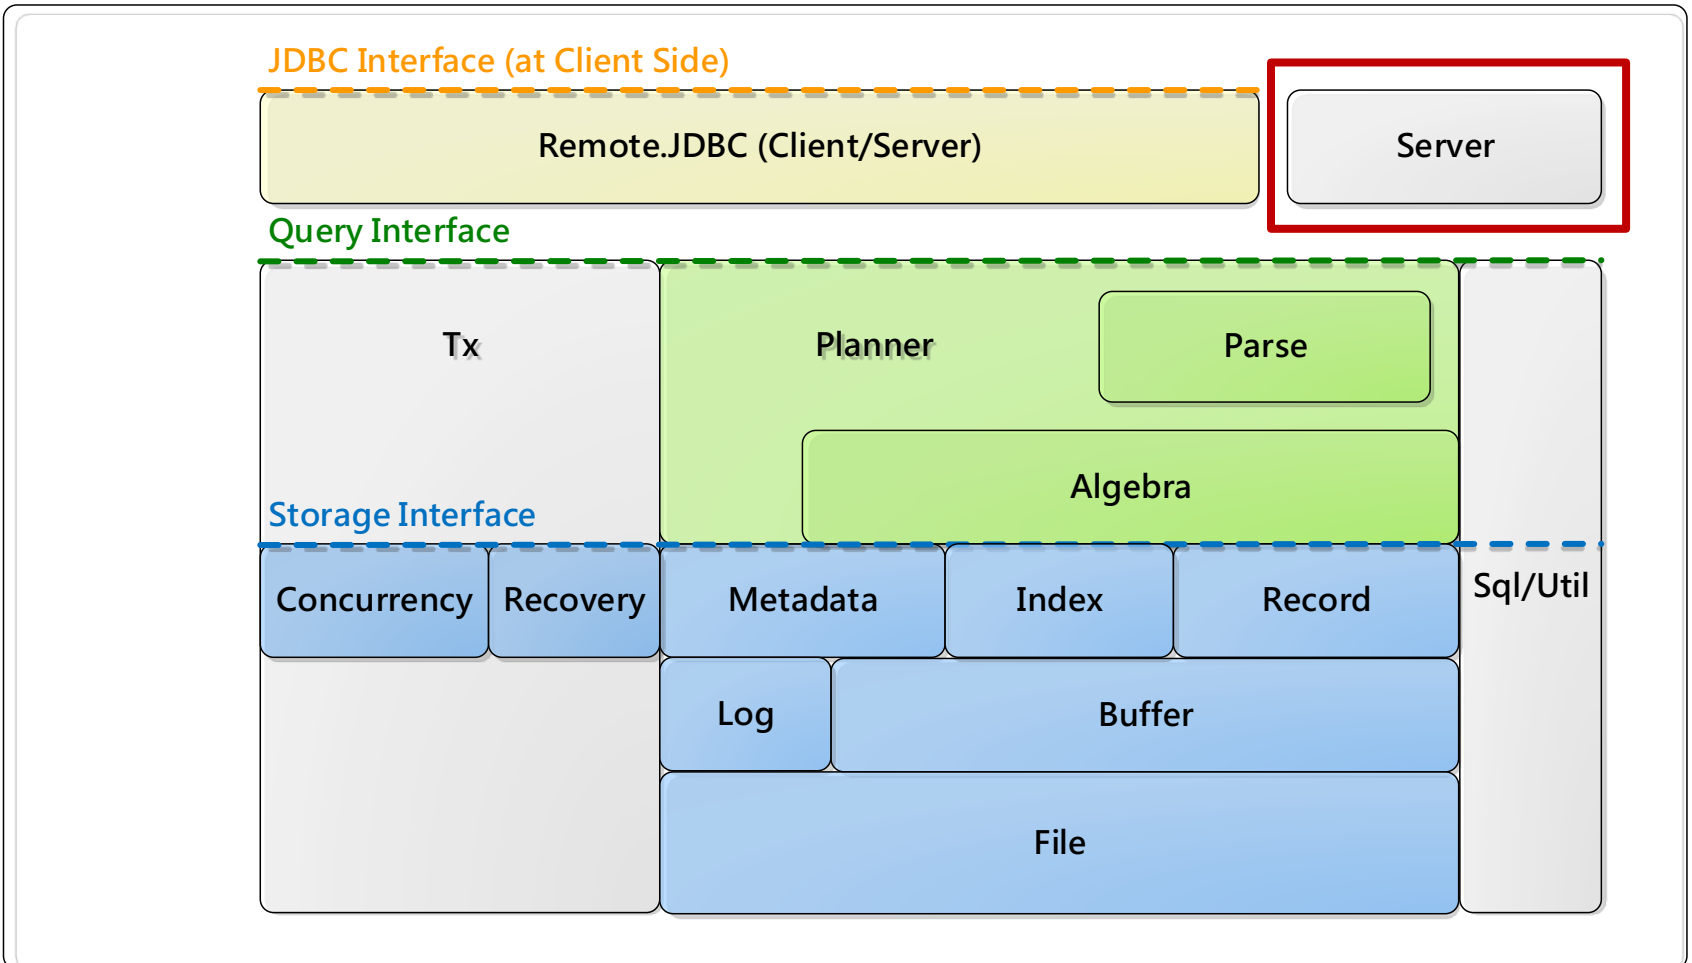 JDBC Interface (at Client Side)
Remote.JDBC (Client/Server)
Server
Query Interface
Tx
Planner
Parse
Algebra
Storage Interface
Concurrency
Recovery
Metadata
Index
Record
Sql/Util
Log
Buffer
File